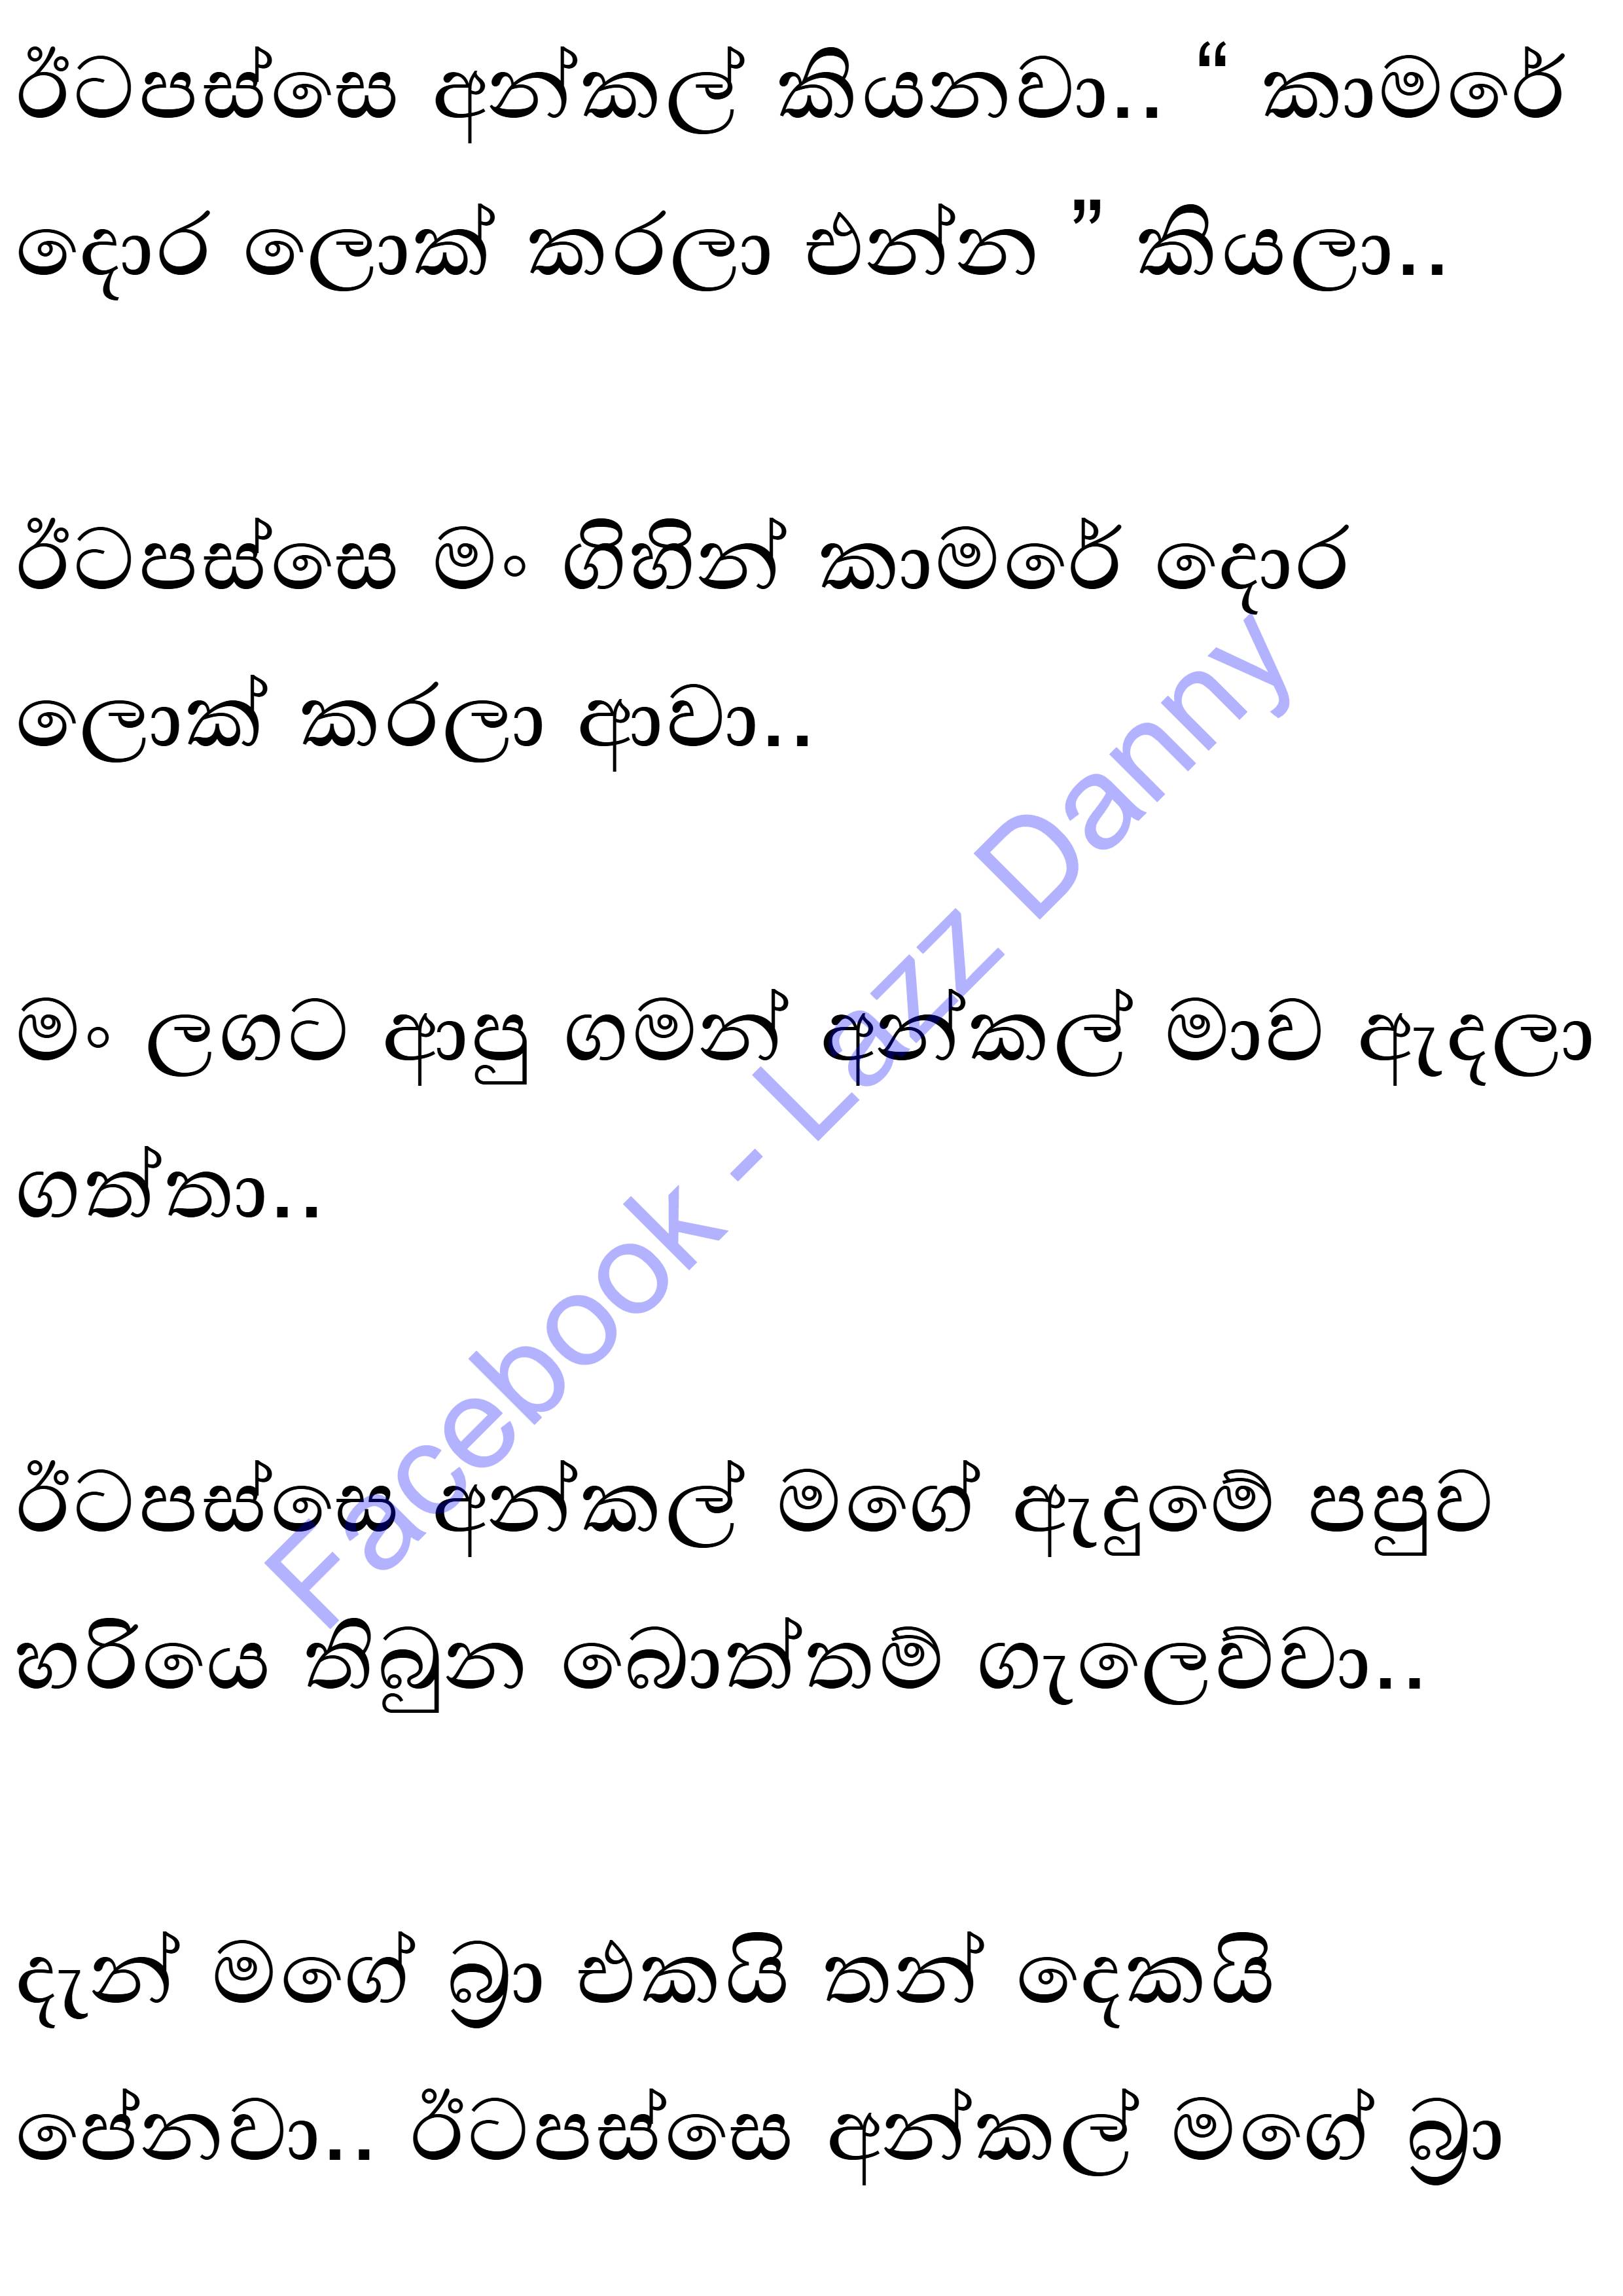 ඊටපස්සෙ අන්කල් කියනවා.. “ කාමරේ
දොර ලොක් කරලා එන්න ” කියලා..
ඊටපස්සෙ මං ගිහින් කාමරේ දොර
ලොක් කරලා ආවා..
මං ලගට ආපු ගමන් අන්කල් මාව ඇදලා
ගත්තා..
ඊටපස්සෙ අන්කල් මගේ ඇදුමේ පපුව
හරියෙ තිබුන බොත්තම් ගැලෙව්වා..
දැන් මගේ බ්‍රා එකයි තන් දෙකයි
පේනවා.. ඊටපස්සෙ අන්කල් මගේ බ්‍රා
Facebook - Lazz Danny